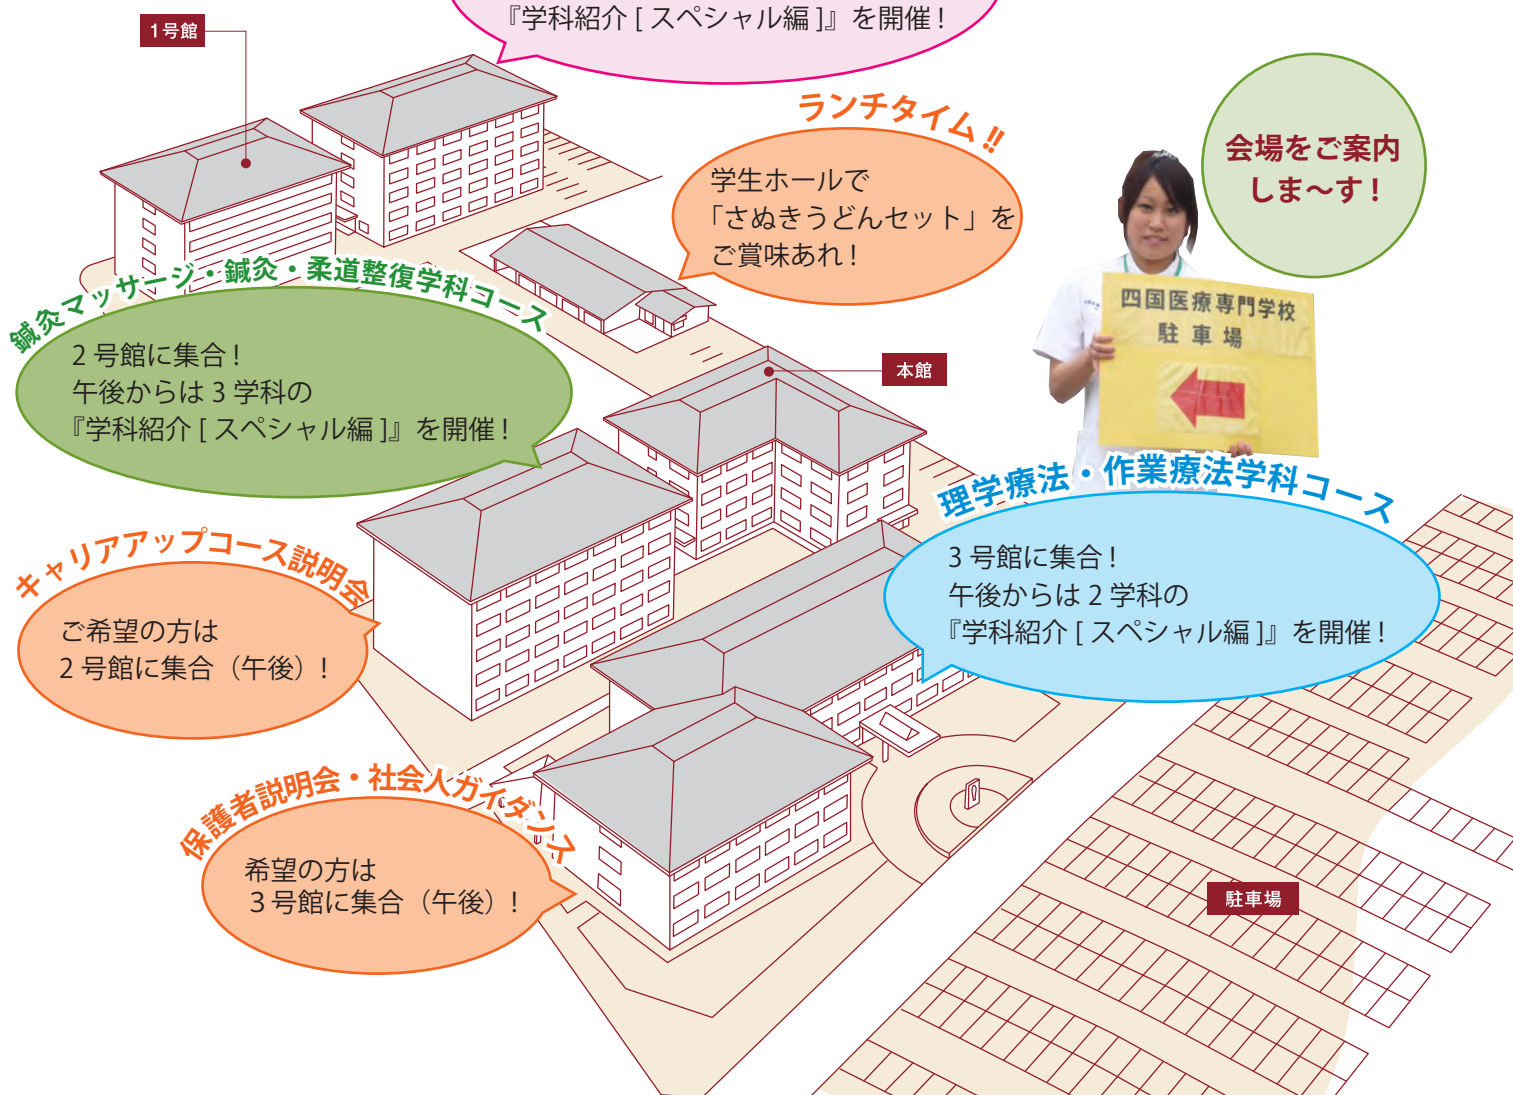 『学科紹介 [ スペシャル編 ]』を開催！
1号館
ランチタイム !!
学生ホールで
「さぬきうどんセット」を
ご賞味あれ！
会場をご案内
しま～す！
四国医療専門学校
駐車場
鍼灸マッサージ・鍼灸・柔道整復学科コース
2 号館に集合！
午後からは 3 学科の
『学科紹介 [ スペシャル編 ]』を開催！
本館
理学療法・作業療法学科コース
3 号館に集合！
午後からは 2 学科の
『学科紹介 [ スペシャル編 ]』を開催！
キャリアアップコース説明会
ご希望の方は
2 号館に集合（午後）！
保護者説明会・社会人ガイダンス
希望の方は
３号館に集合（午後）！
駐車場